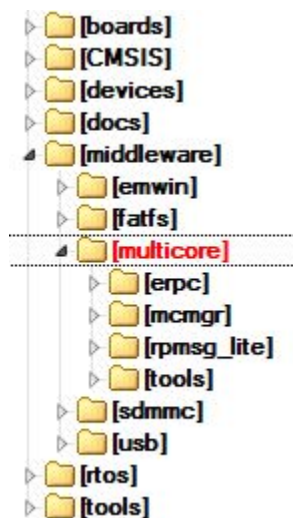 [boards]
[CMSIS]
[devices]
[docs]
[middleware]
[emwin]
[fatfs]
[multicore]
[erpc]
[mcmgr]
[rpmsg_lite]
[tools]
[sdmmc]
[usb]
[rtos]
[tools]